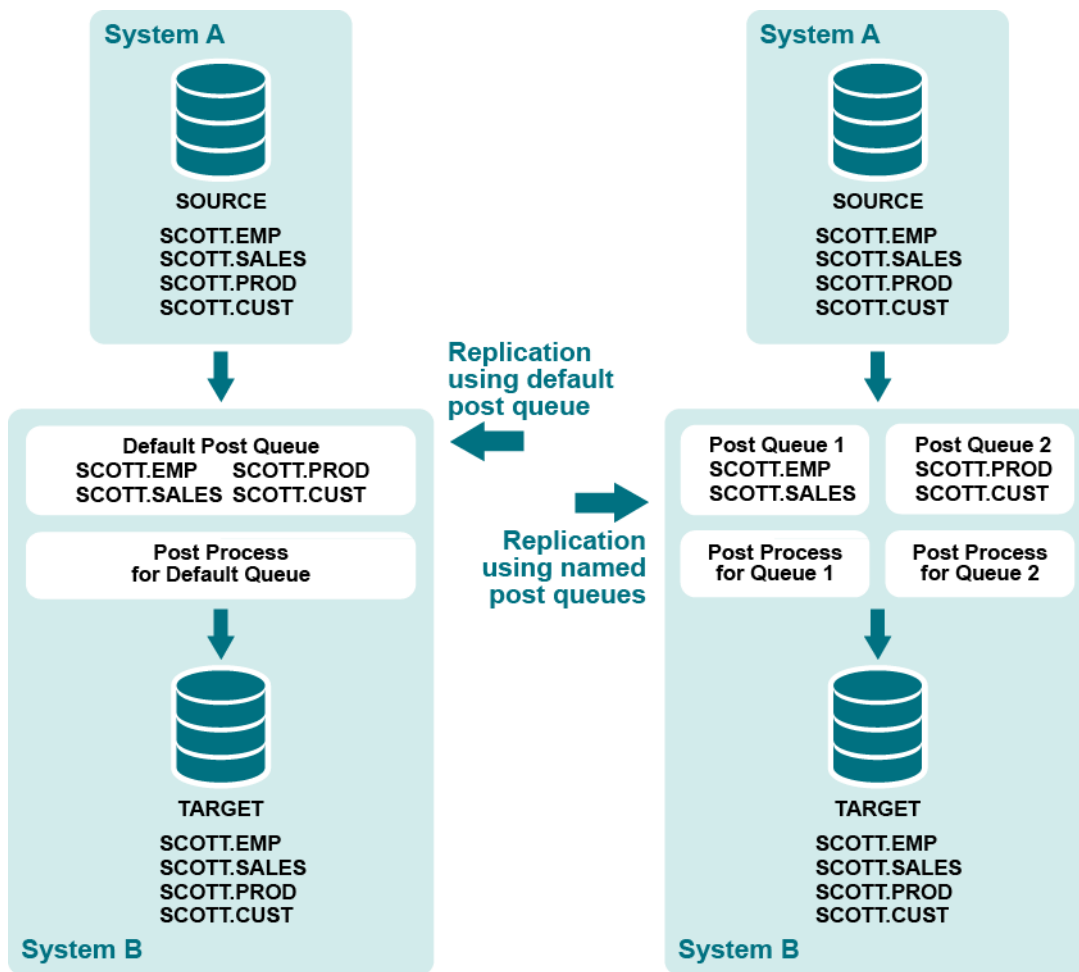 System A
SOURCE
SCOTT.EMP
SCOTT.SALES
SCOTT.PROD
SCOTT.CUST
Replication
using default
post queue
Default Post Queue
SCOTT.EMP SCOTT.PROD
SCOTT.SALES SCOTT.CUST
Post Process
for Default Queue
TARGET
SCOTT.EMP
SCOTT.SALES
SCOTT.PROD
SCOTT.CUST
System B
System A
SOURCE
SCOTT.EMP
SCOTT.SALES
SCOTT.PROD
SCOTT.CUST
Replication
using named
post queues
Post Queue 1
SCOTT.EMP
SCOTT.SALES
Post Queue 2
SCOTT.PROD
SCOTT.CUST
Post Process
for Queue 1
Post Process
for Queue 2
TARGET
SCOTT.EMP
SCOTT.SALES
SCOTT.PROD
SCOTT.CUST
System B